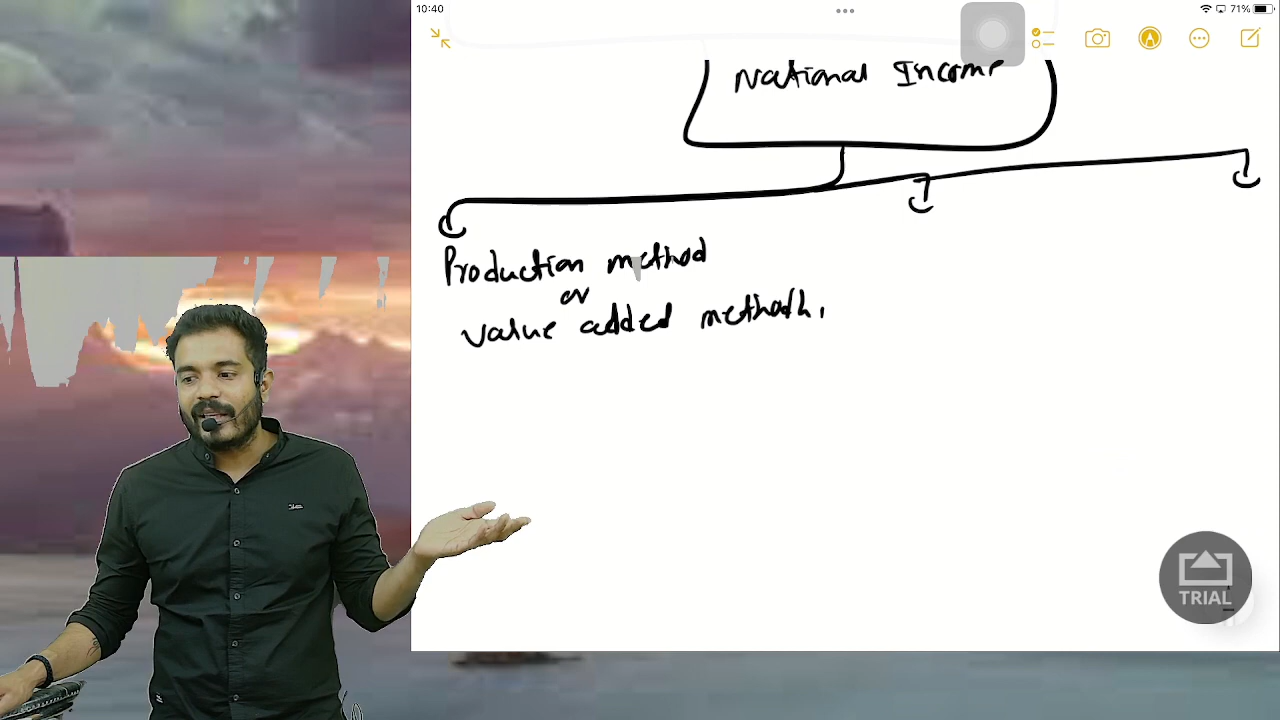 10:40
71%
National Income
Production method
or
value added method.
TRIAL